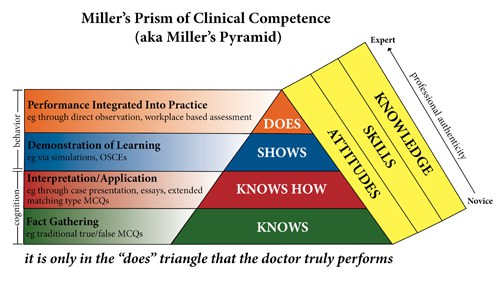 Miller's Prism of Clinical Competence
(aka Miller's Pyramid)
Expert
professional authenticity
Novice
KNOWLEDGE
SKILLS
ATTITUDES
behavior
Performance Integrated Into Practice
eg through direct observation, workplace based assessment
DOES
Demonstration of Learning
eg via simulations, OSCEs
SHOWS
cognition
Interpretation/Application
eg through case presentation, essays, extended
matching type MCQs
KNOWS HOW
Fact Gathering
eg traditional true/false MCQs
KNOWS
it is only in the "does" triangle that the doctor truly performs